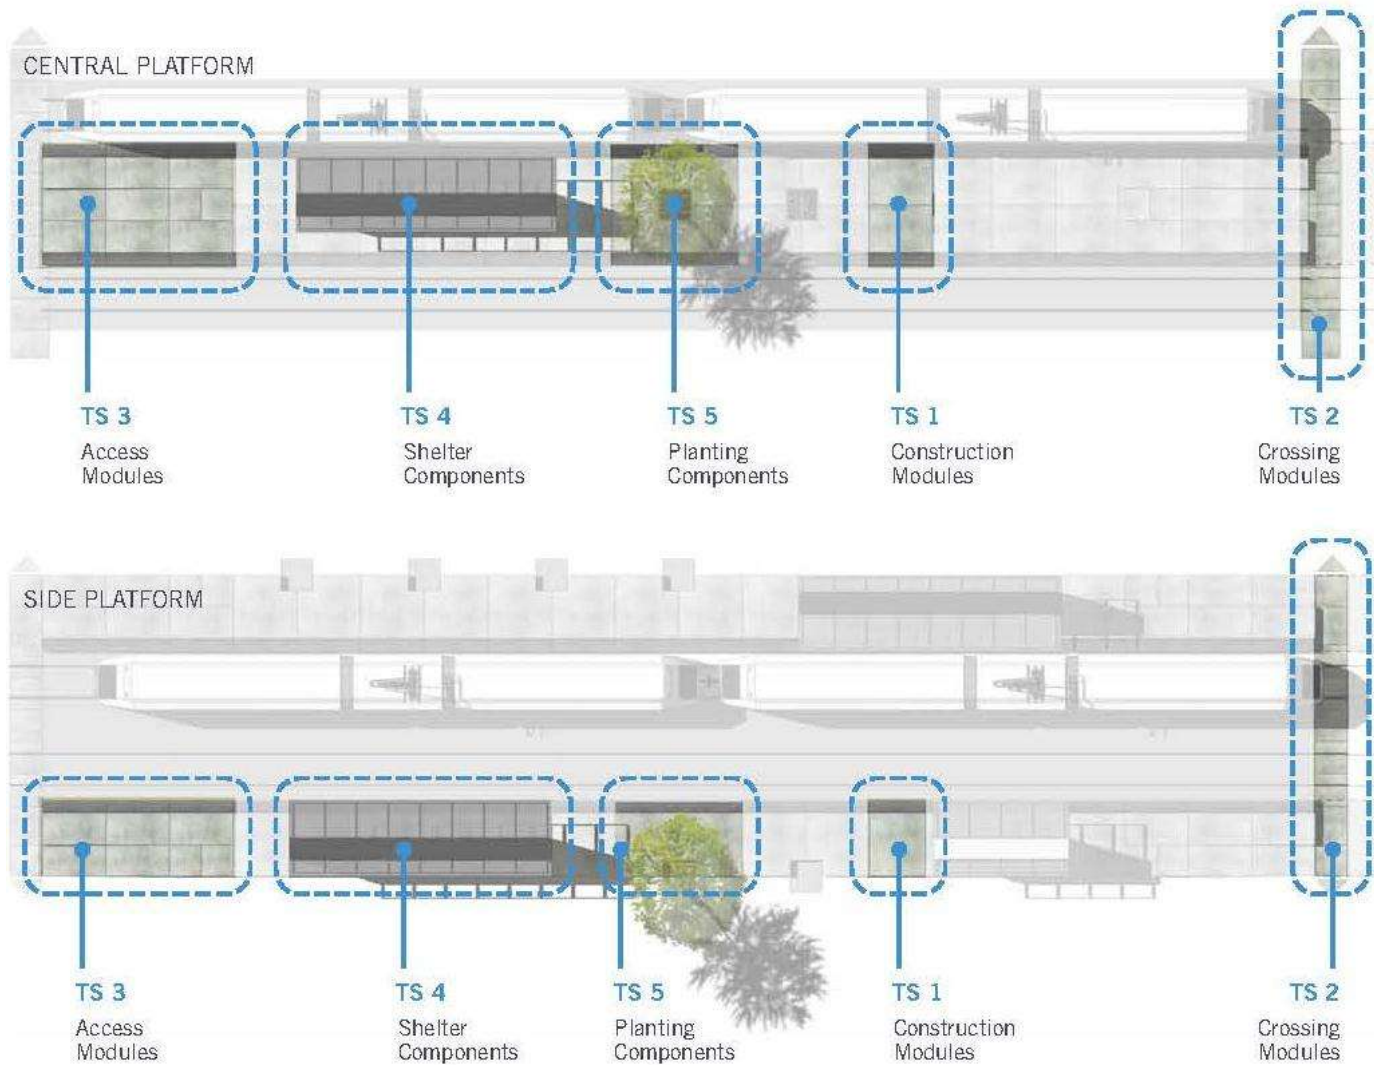 CENTRAL PLATFORM
TS 3
Access
Modules
TS 4
Shelter
Components
TS 5
Planting
Components
TS 1
Construction
Modules
TS 2
Crossing
Modules
SIDE PLATFORM
TS 3
Access
Modules
TS 4
Shelter
Components
TS 5
Planting
Components
TS 1
Construction
Modules
TS 2
Crossing
Modules